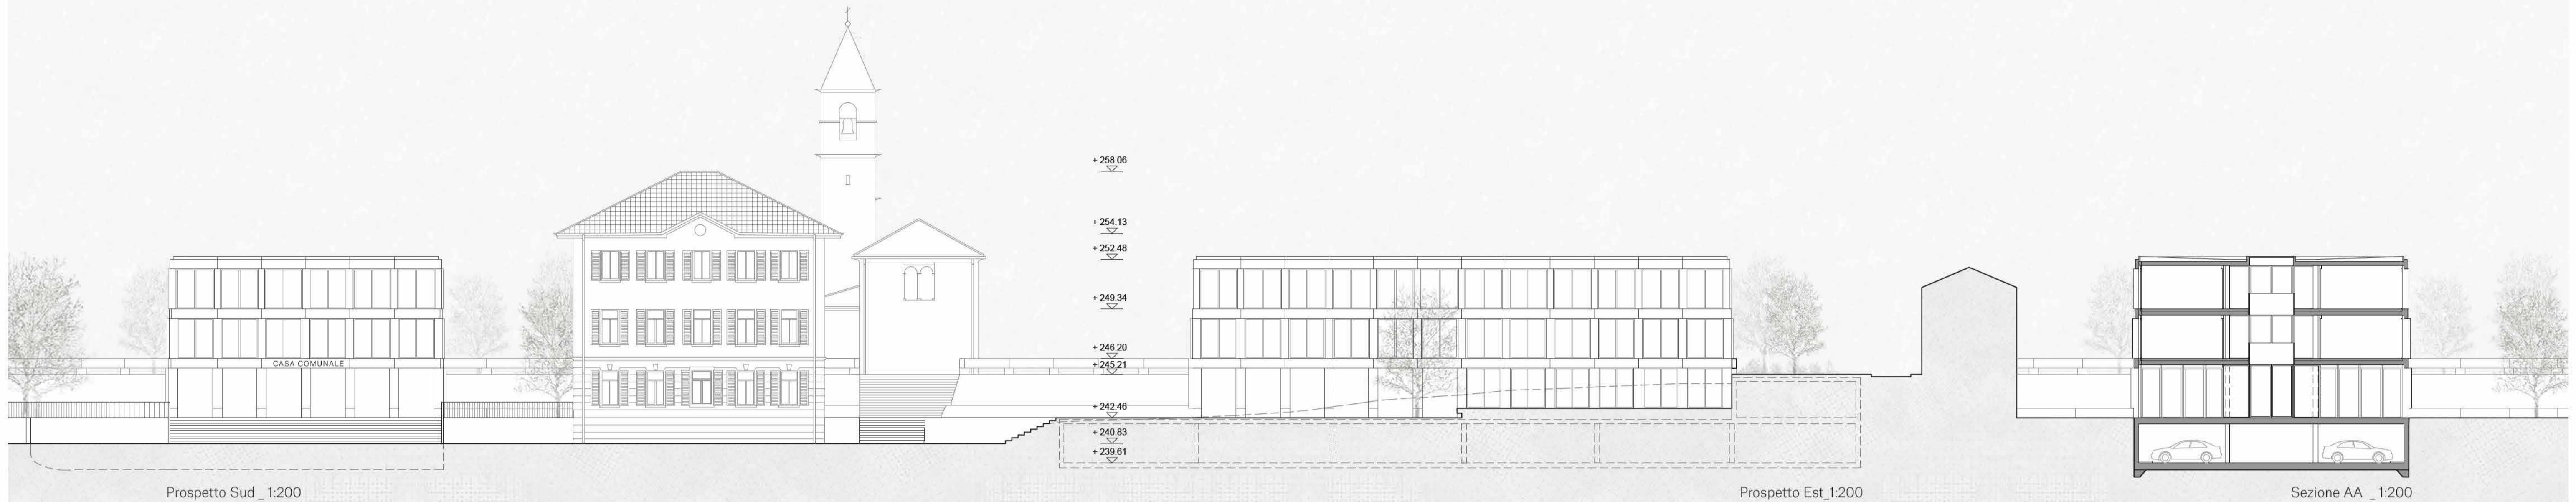 + 258.06
+ 254.13
+ 252.48
+ 249.34
+ 246.20
+ 245.21
CASA COMUNALE
+ 242.46
+ 240.83
+ 239.61
Prospetto Sud _ 1:200
Prospetto Est_1:200
Sezione AA _ 1:200